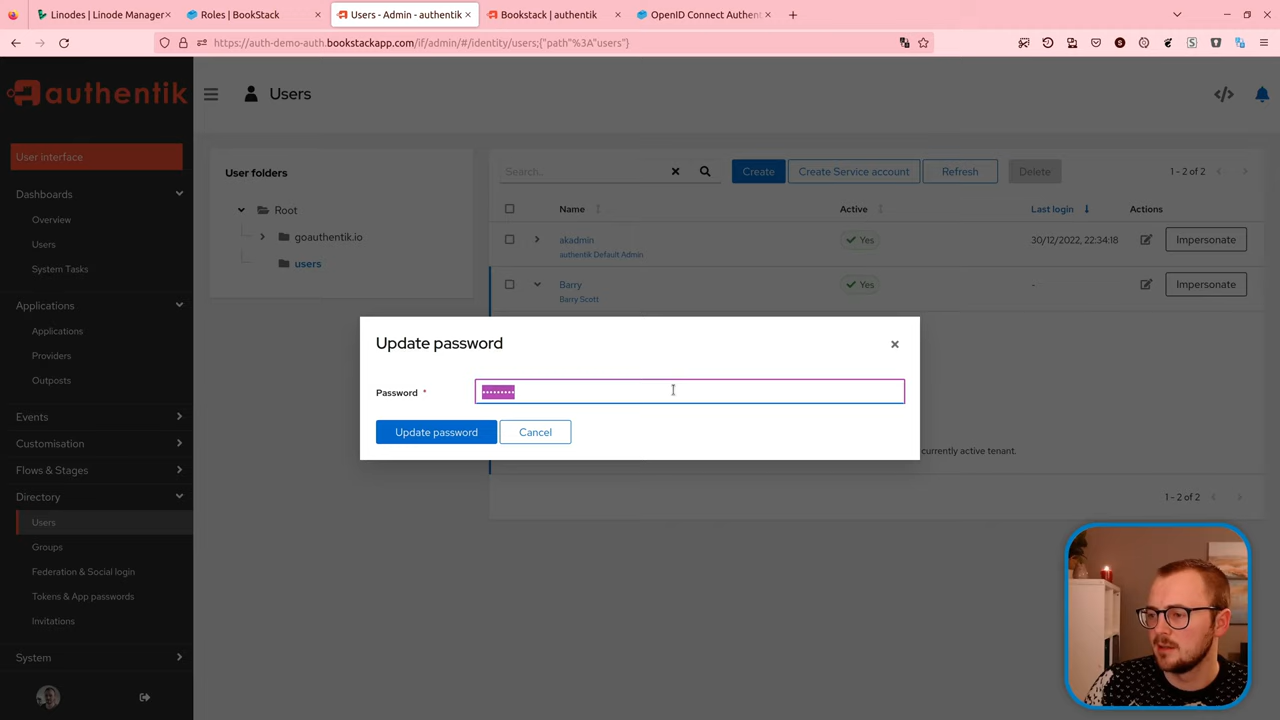 Linodes | Linode Manager
Roles | BookStack
Users - Admin - authentik
Bookstack | authentik
OpenID Connect Authent
https://auth-demo-auth.bookstackapp.com/if/admin/#/identity/users;{"path"%3A"users"}
authentik
Users
User interface
Dashboards
Overview
Users
System Tasks
Applications
Applications
Providers
Outposts
Events
Customisation
Flows & Stages
Directory
Users
Groups
Federation & Social login
Tokens & App passwords
Invitations
System
User folders
Root
goauthentik.io
users
Search...
Create
Create Service account
Refresh
Delete
1 - 2 of 2
Name
Active
Last login
Actions
akadmin
authentik Default Admin
Yes
30/12/2022, 22:34:18
Impersonate
Barry
Barry Scott
Yes
-
Impersonate
Update password
Password *
•••••••••
Update password
Cancel
currently active tenant.
1 - 2 of 2